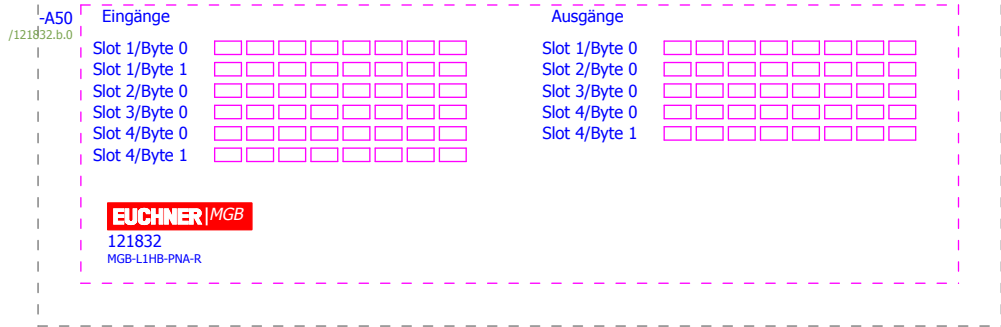 -A50
/121832.b.0
Eingänge
Ausgänge
Slot 1/Byte 0
Slot 1/Byte 1
Slot 2/Byte 0
Slot 3/Byte 0
Slot 4/Byte 0
Slot 4/Byte 1
Slot 1/Byte 0
Slot 2/Byte 0
Slot 3/Byte 0
Slot 4/Byte 0
Slot 4/Byte 1
EUCHNER|MGB
121832
MGB-L1HB-PNA-R